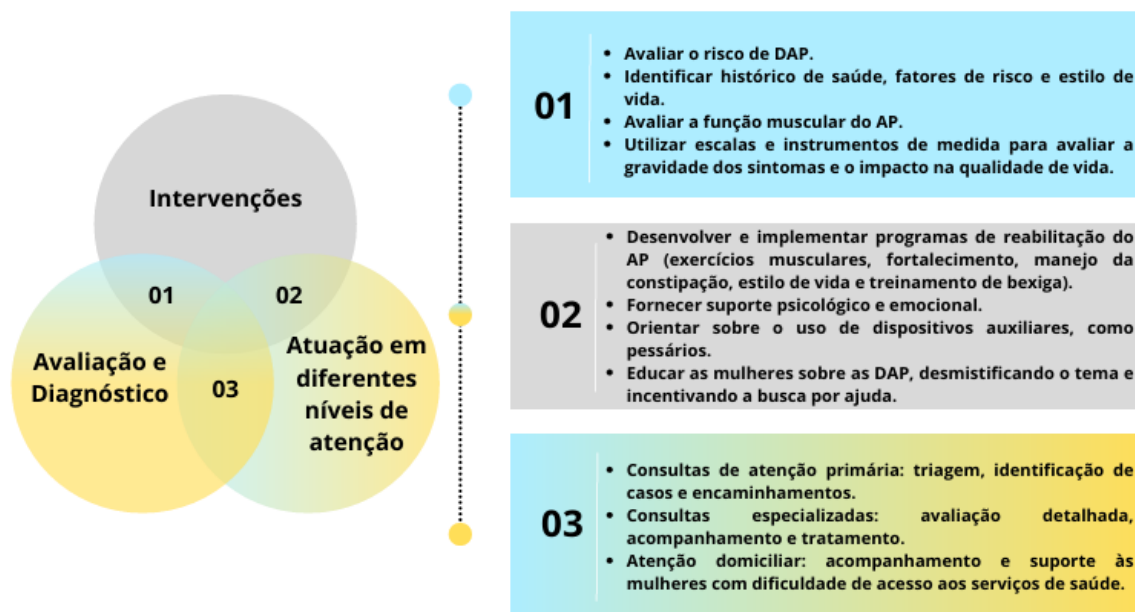 Intervenções
01
02
Avaliação e
Diagnóstico
03
Atuação em
diferentes
níveis de
atenção
01
• Avaliar o risco de DAP.
• Identificar histórico de saúde, fatores de risco e estilo de
vida.
• Avaliar a função muscular do AP.
• Utilizar escalas e instrumentos de medida para avaliar a
gravidade dos sintomas e o impacto na qualidade de vida.
02
• Desenvolver e implementar programas de reabilitação do
AP (exercícios musculares, fortalecimento, manejo da
constipação, estilo de vida e treinamento de bexiga).
• Fornecer suporte psicológico e emocional.
• Orientar sobre o uso de dispositivos auxiliares, como
pessários.
• Educar as mulheres sobre as DAP, desmistificando o tema e
incentivando a busca por ajuda.
03
• Consultas de atenção primária: triagem, identificação de
casos e encaminhamentos.
• Consultas especializadas: avaliação detalhada,
acompanhamento e tratamento.
• Atenção domiciliar: acompanhamento e suporte às
mulheres com dificuldade de acesso aos serviços de saúde.